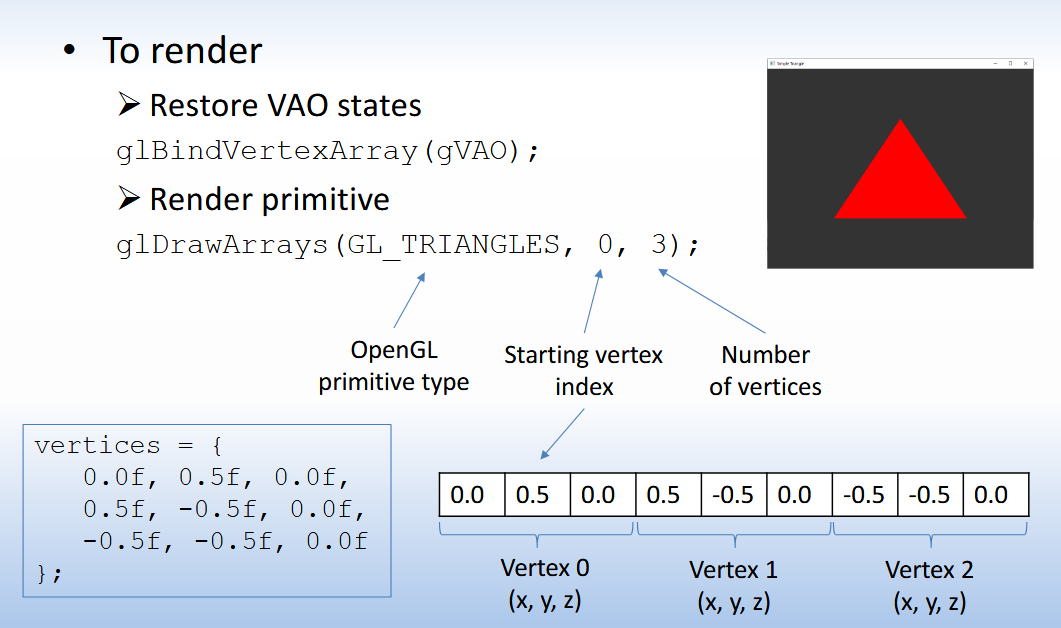 • To render
➢ Restore VAO states
glBindVertexArray(gVAO);
➢ Render primitive
glDrawArrays(GL_TRIANGLES, 0, 3);
Simple Triangle
OpenGL
primitive type
Starting vertex
index
Number
of vertices
vertices = {
0.0f, 0.5f, 0.0f,
0.5f, -0.5f, 0.0f,
-0.5f, -0.5f, 0.0f
};
0.0 0.5 0.0 0.5 -0.5 0.0 -0.5 -0.5 0.0
Vertex 0
(x, y, z)
Vertex 1
(x, y, z)
Vertex 2
(x, y, z)